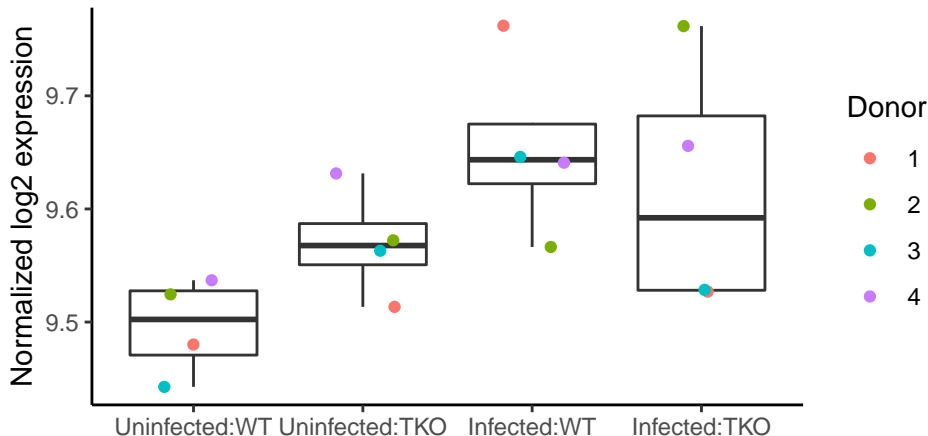 Normalized log2 expression
9.7
9.6
9.5
Uninfected:WT Uninfected:TKO Infected:WT Infected:TKO
Donor
1
2
3
4